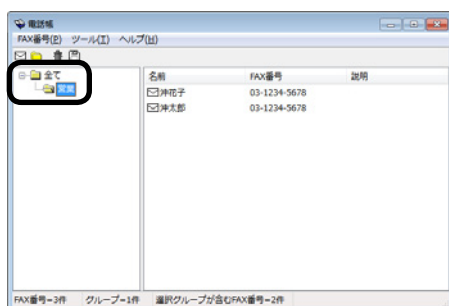 電話帳
FAX番号(P) ツール(T) ヘルプ(H)
全て
営業
名前 FAX番号 説明
沖花子 03-1234-5678
沖太郎 03-1234-5678
FAX番号=3件 グループ=1件 選択グループが含むFAX番号=2件